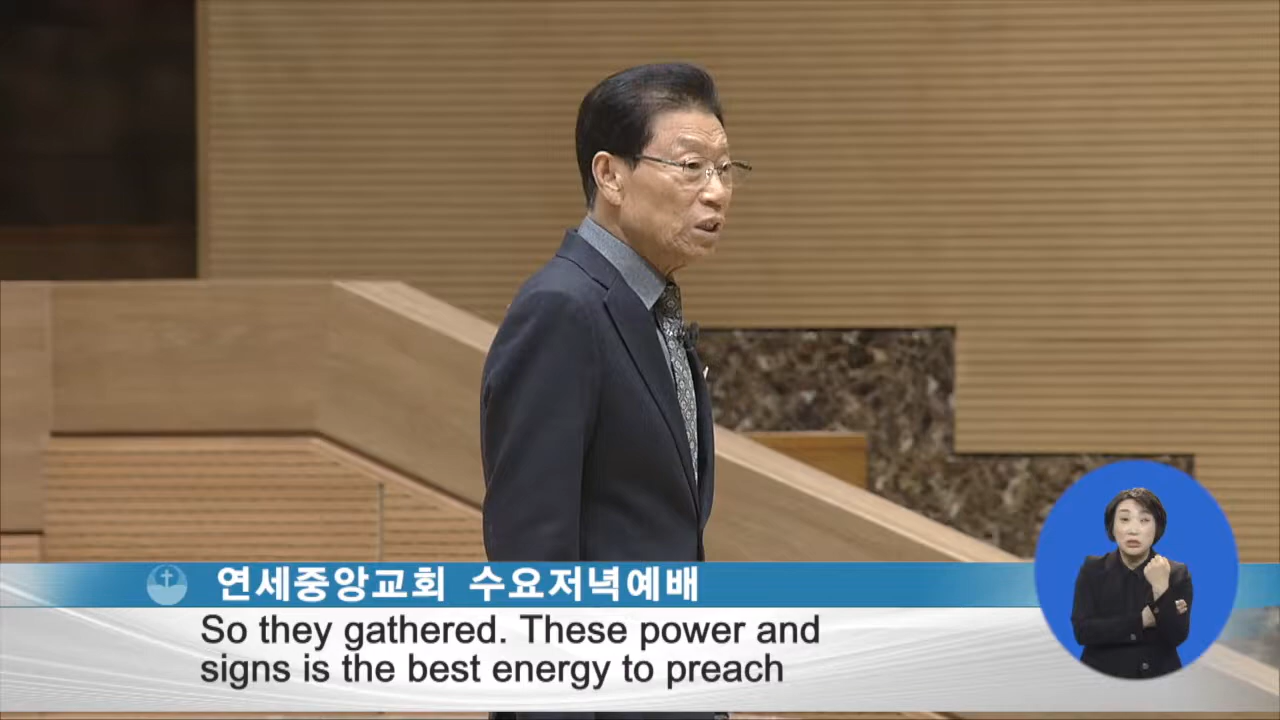 연세중앙교회 수요저녁예배
So they gathered. These power and
signs is the best energy to preach